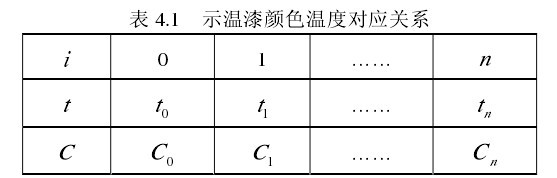 表 4.1 示温漆颜色温度对应关系
i 0 1 …… n
t t₀ t₁ …… tₙ
C C₀ C₁ …… Cₙ